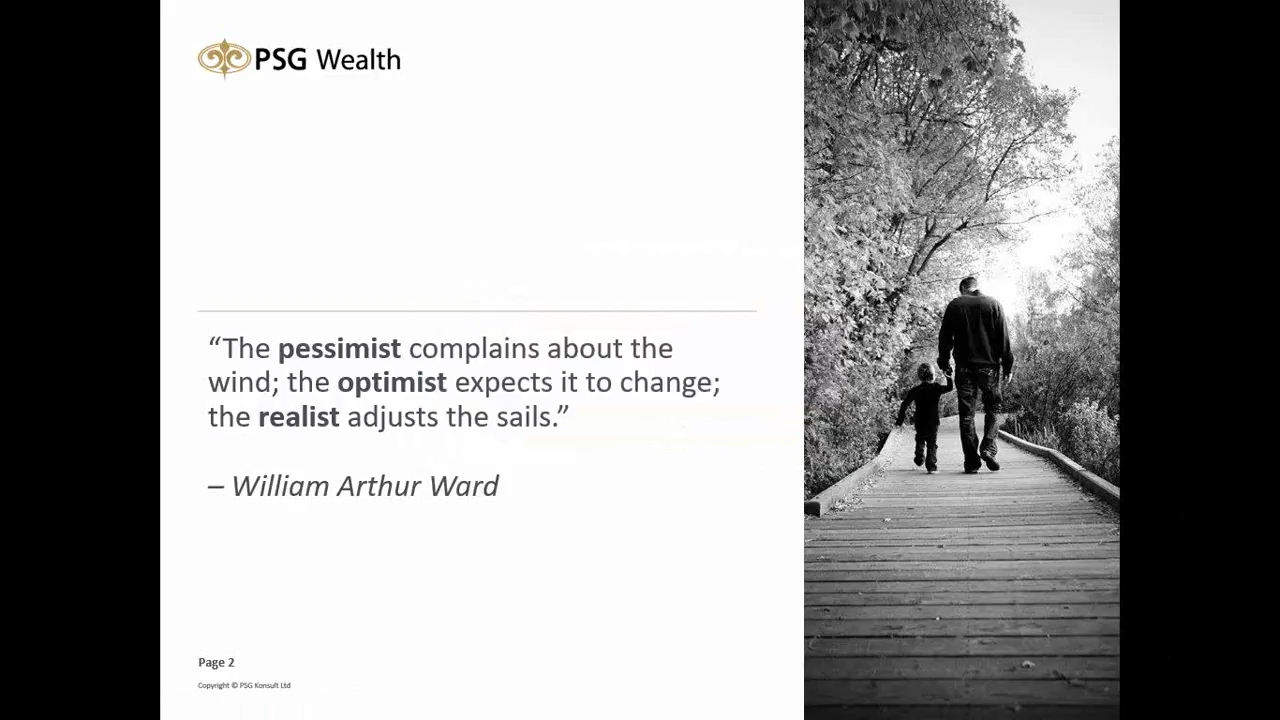 PSG Wealth
“The pessimist complains about the
wind; the optimist expects it to change;
the realist adjusts the sails.”
– William Arthur Ward
Page 2
Copyright © PSG Konsult Ltd